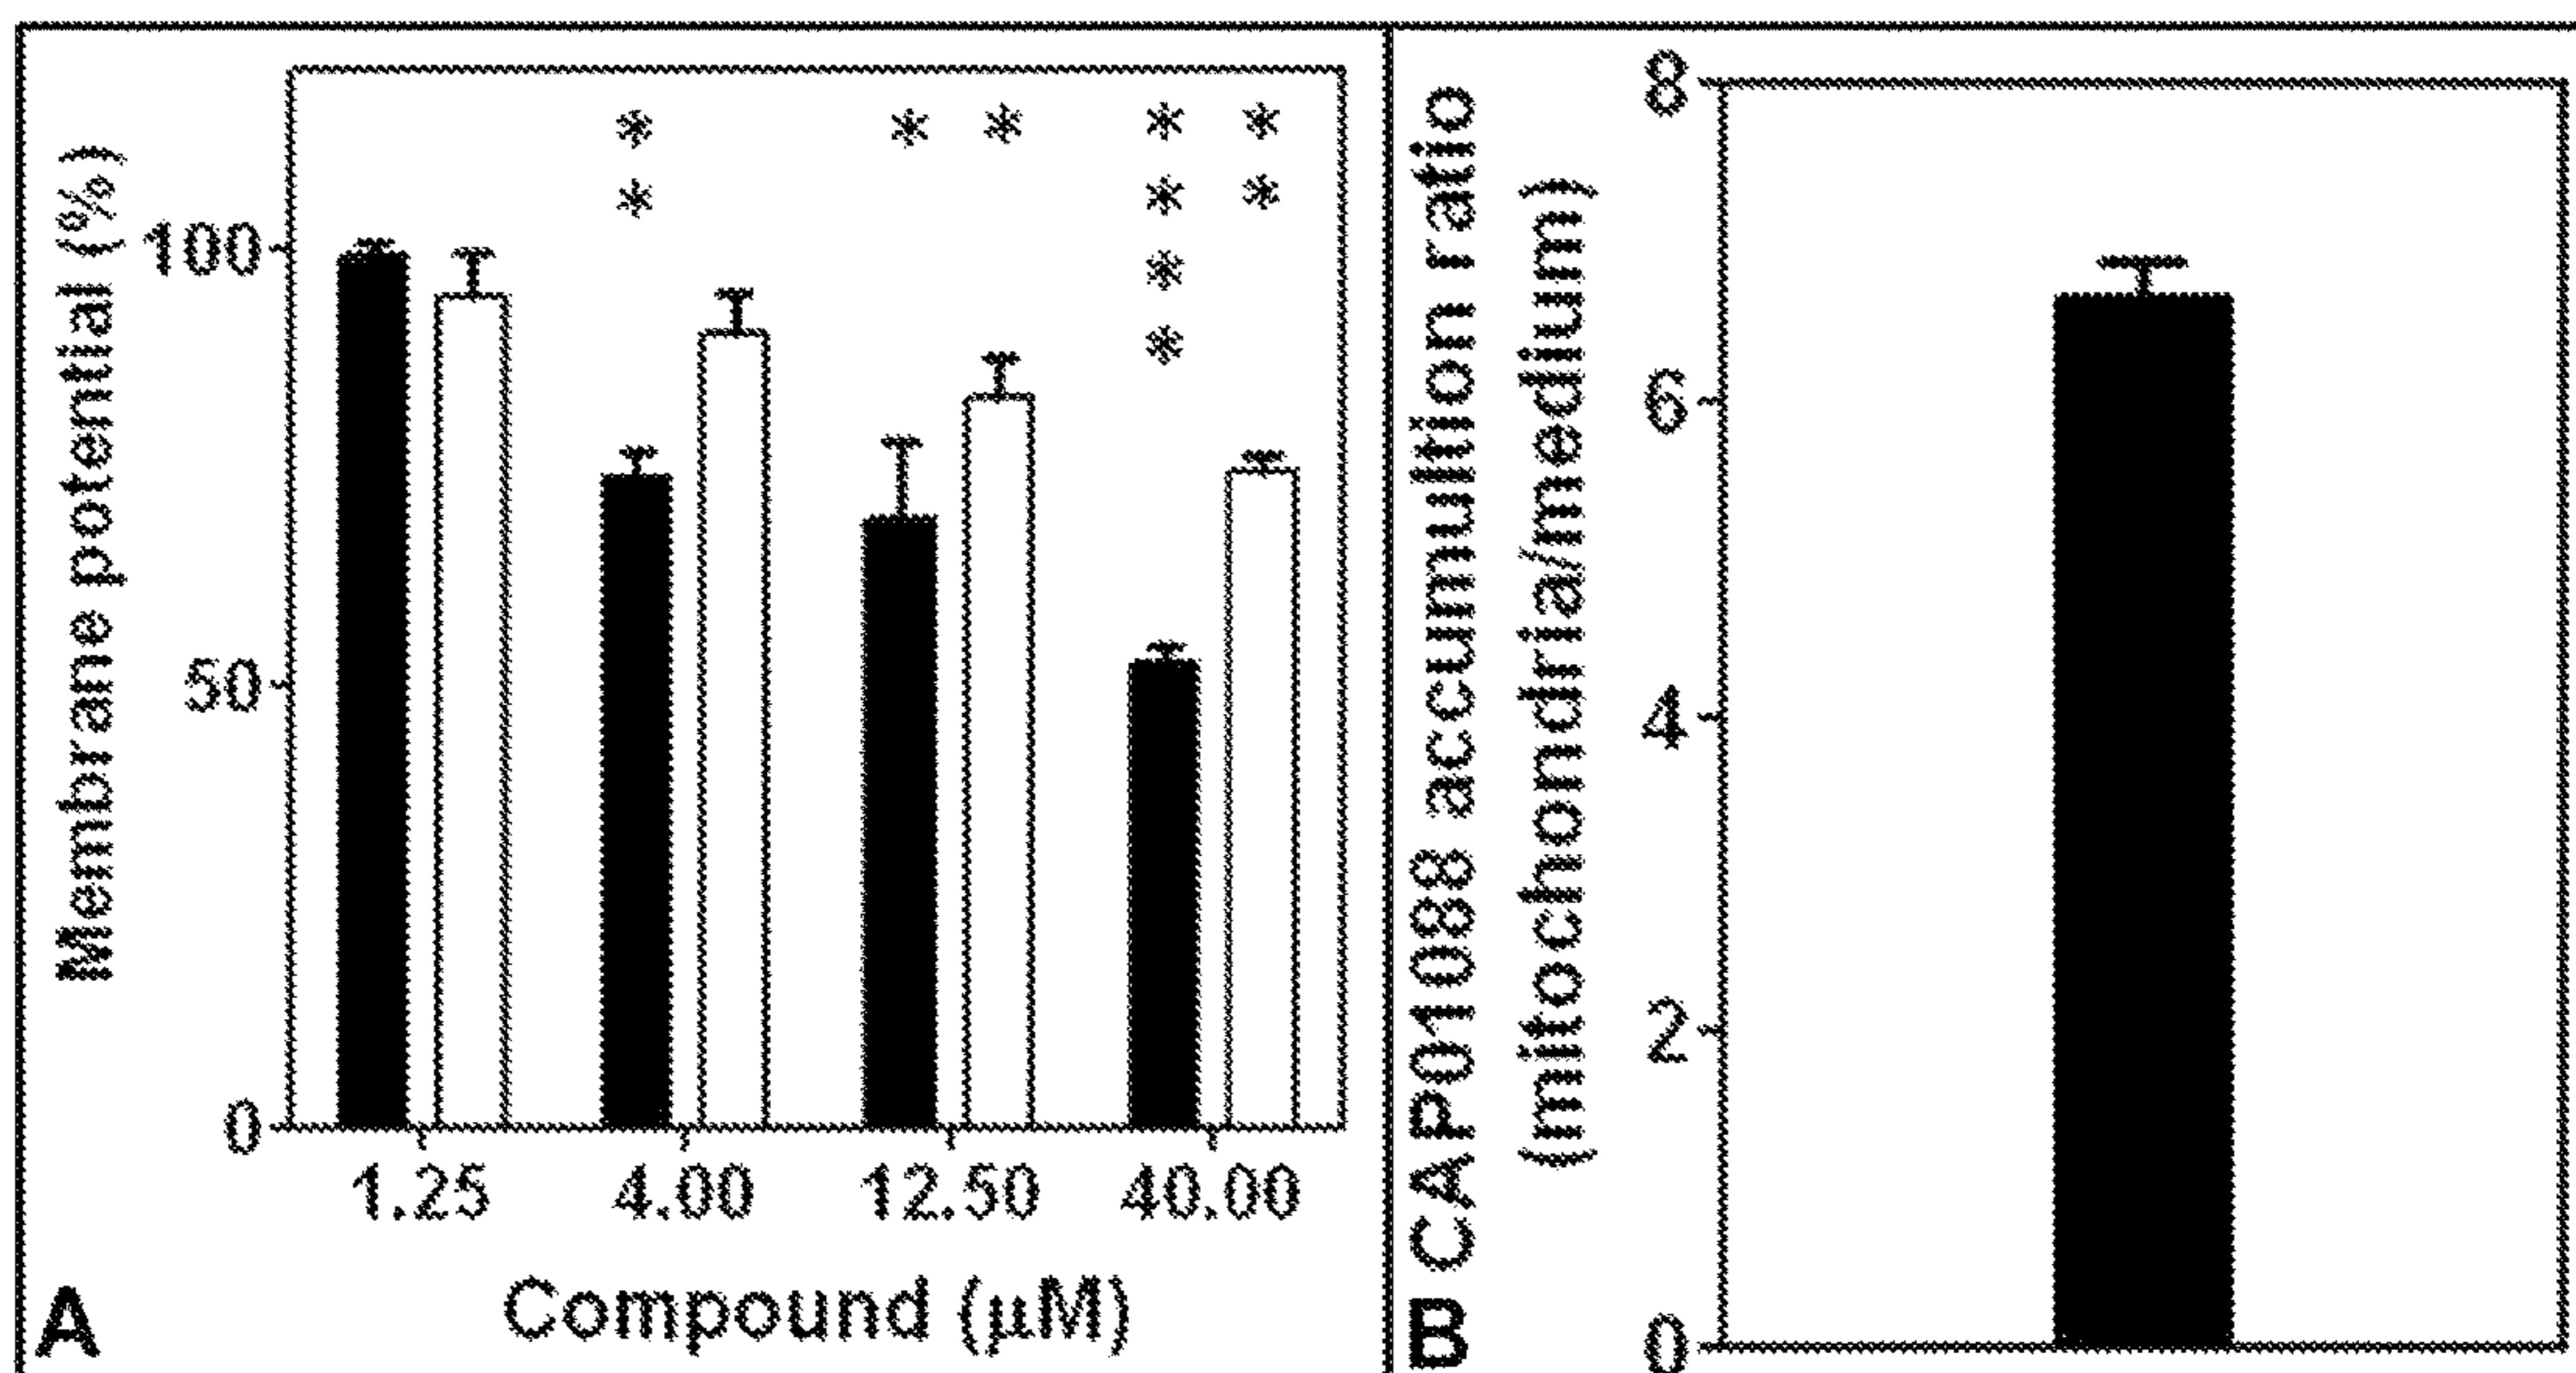 Membrane potential (%)
100
50
0
* * * * *
* * *
*
*
1.25 4.00 12.50 40.00
Compound (µM)
A
B CAP01088 accumulition ratio
(mitochondria/medium)
8
6
4
2
0